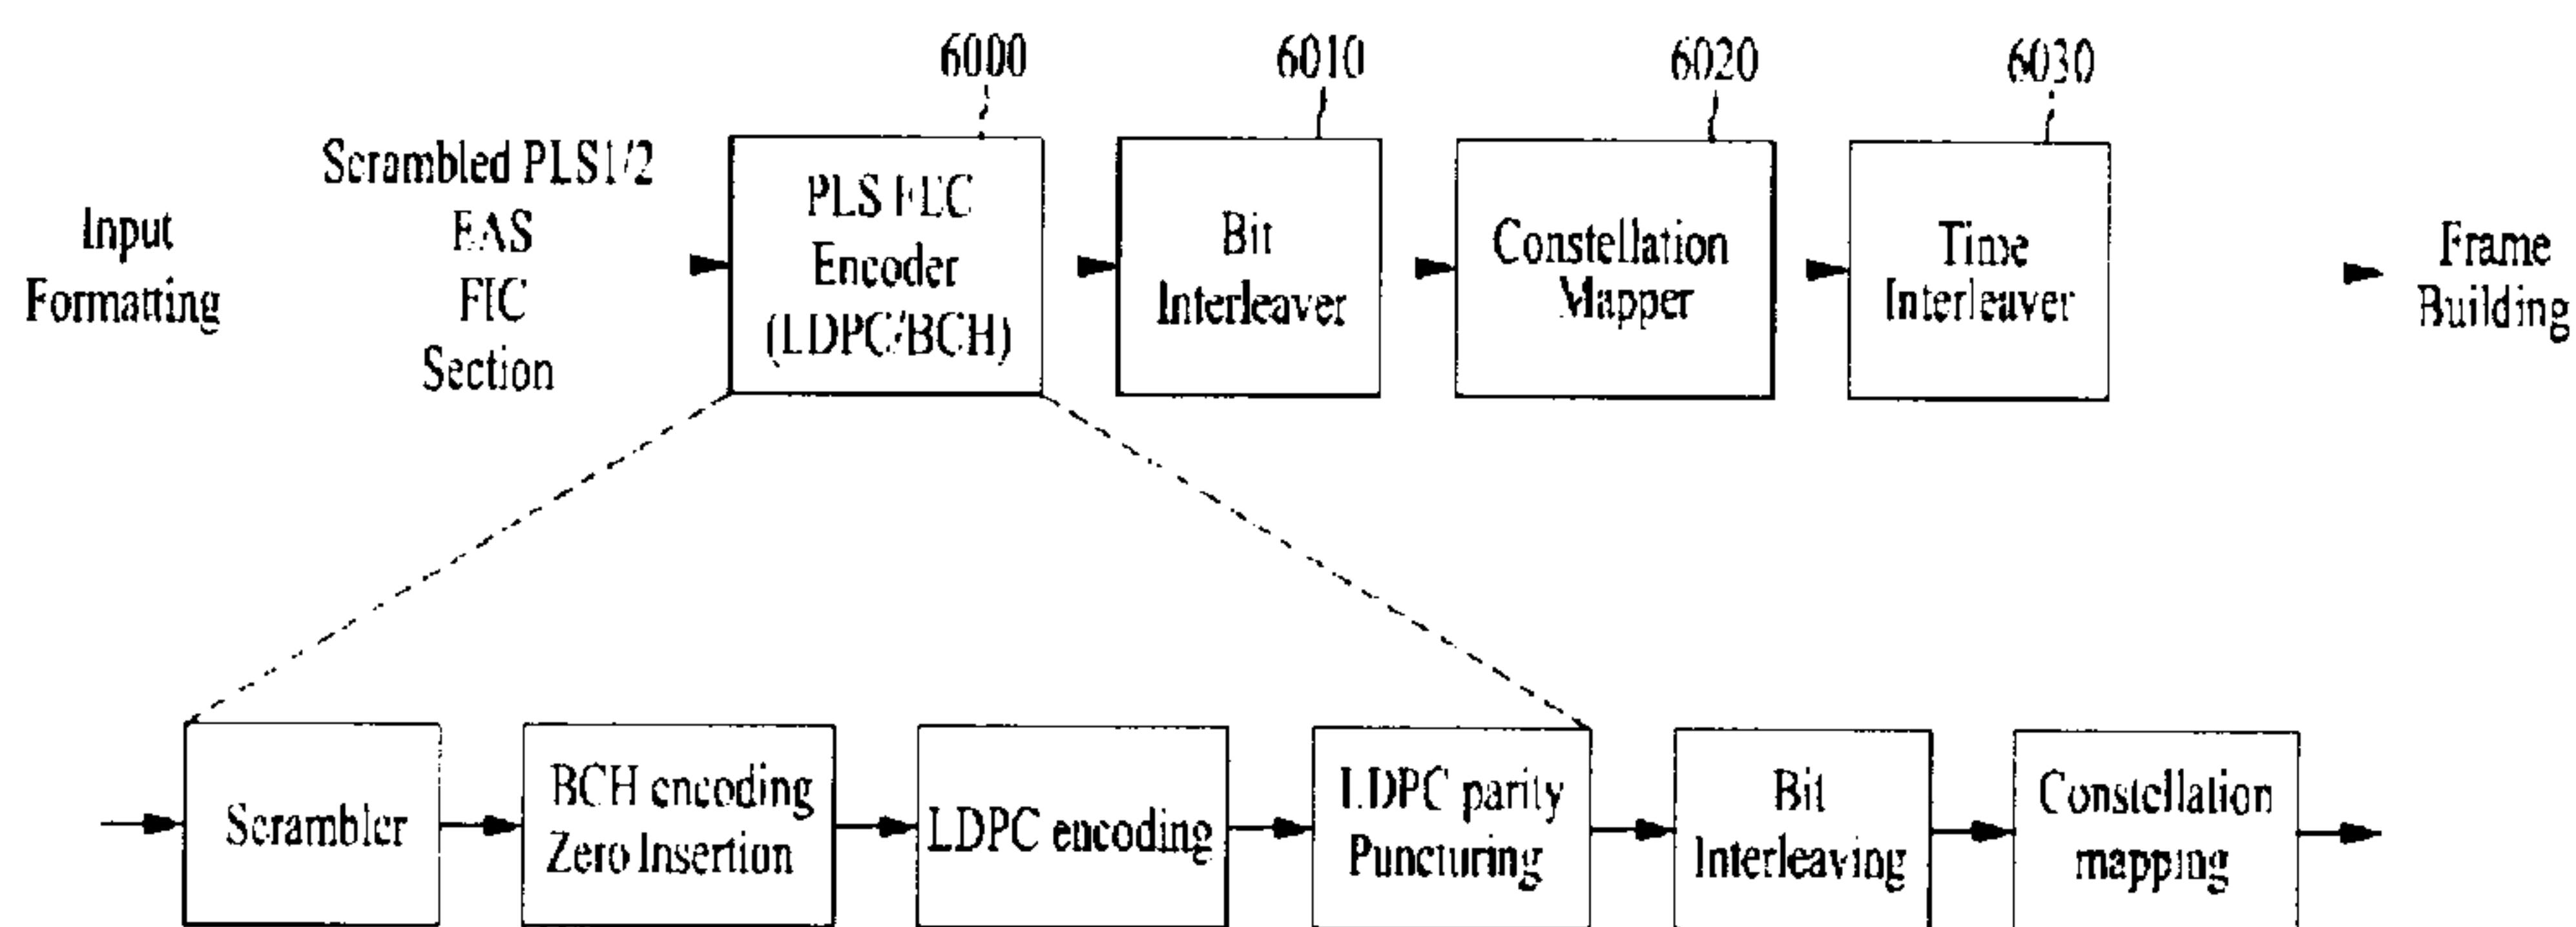 6000
6010
6020
6030
Input
Formatting
Scrambled PLS1/2
EAS
FIC
Section
PLS FEC
Encoder
(LDPC/BCH)
Bit
Interleaver
Constellation
Mapper
Time
Interleaver
Frame
Building
Scrambler
BCH encoding
Zero Insertion
LDPC encoding
LDPC parity
Puncturing
Bit
Interleaving
Constellation
mapping